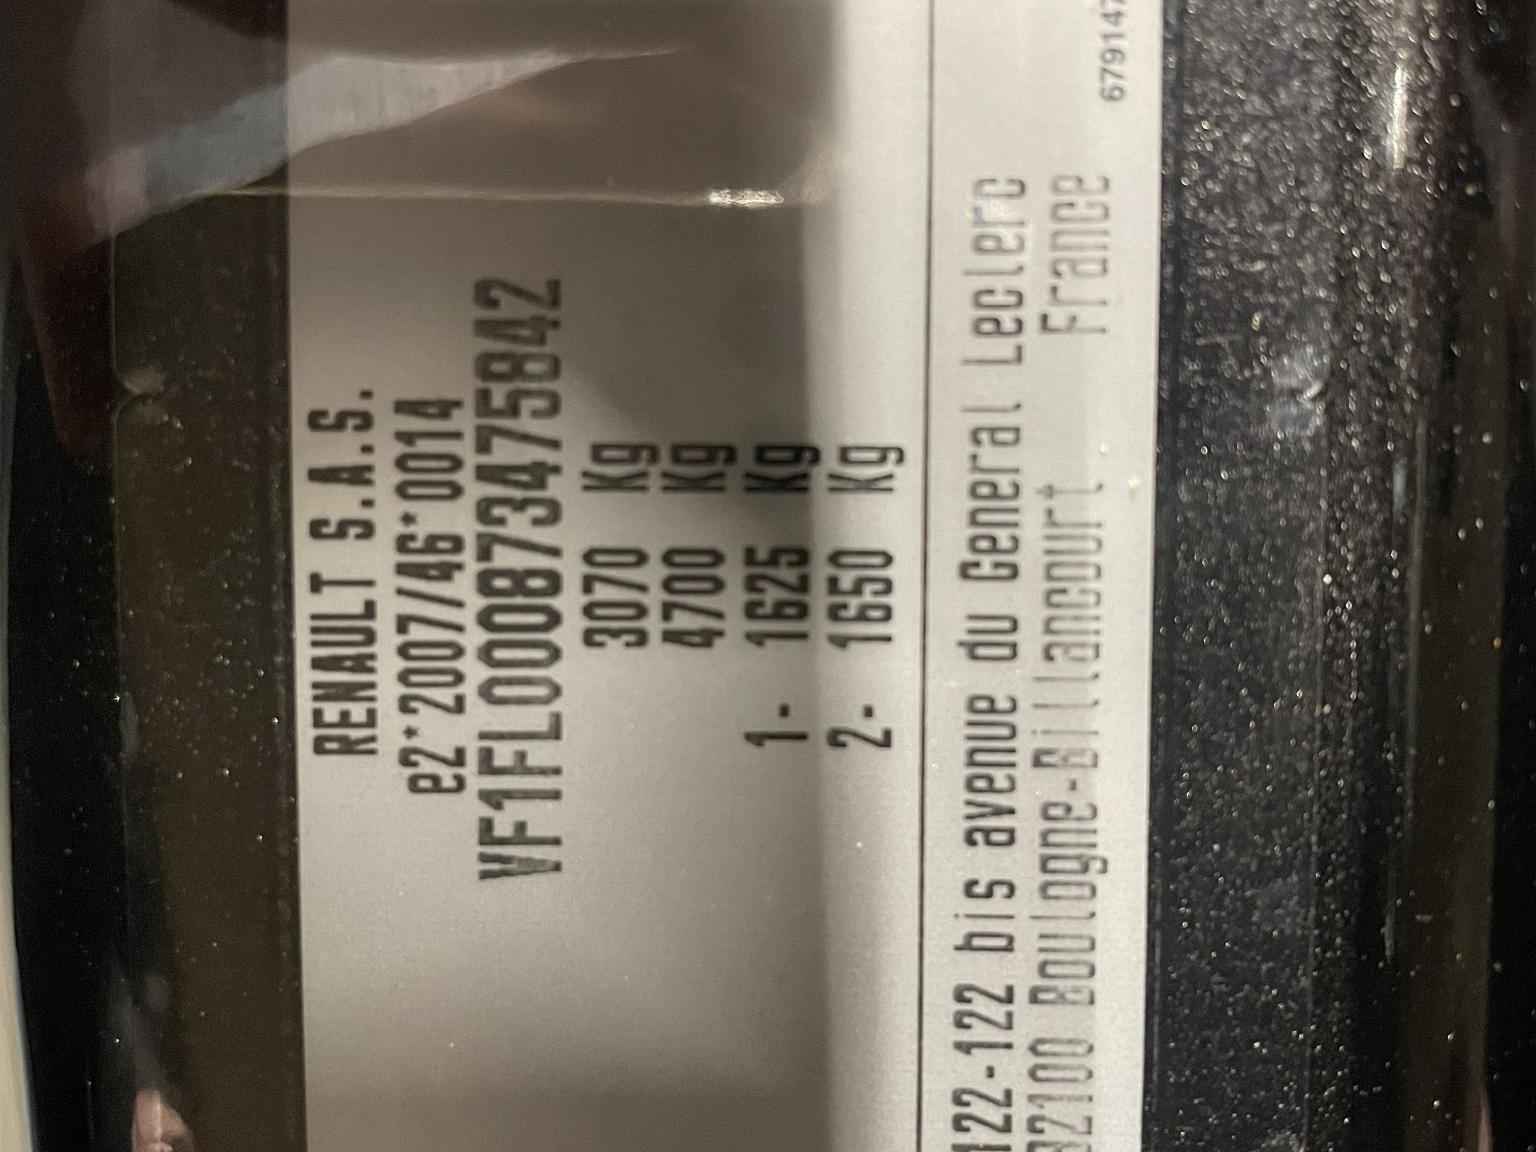 RENAULT S.A.S.
e2*2007/46*0014
VF1FL000873475842
3070 Kg
4700 Kg
1- 1625 Kg
2- 1650 Kg
122-122 bis avenue du General Leclerc
92100 Boulogne-Billancourt France
679147